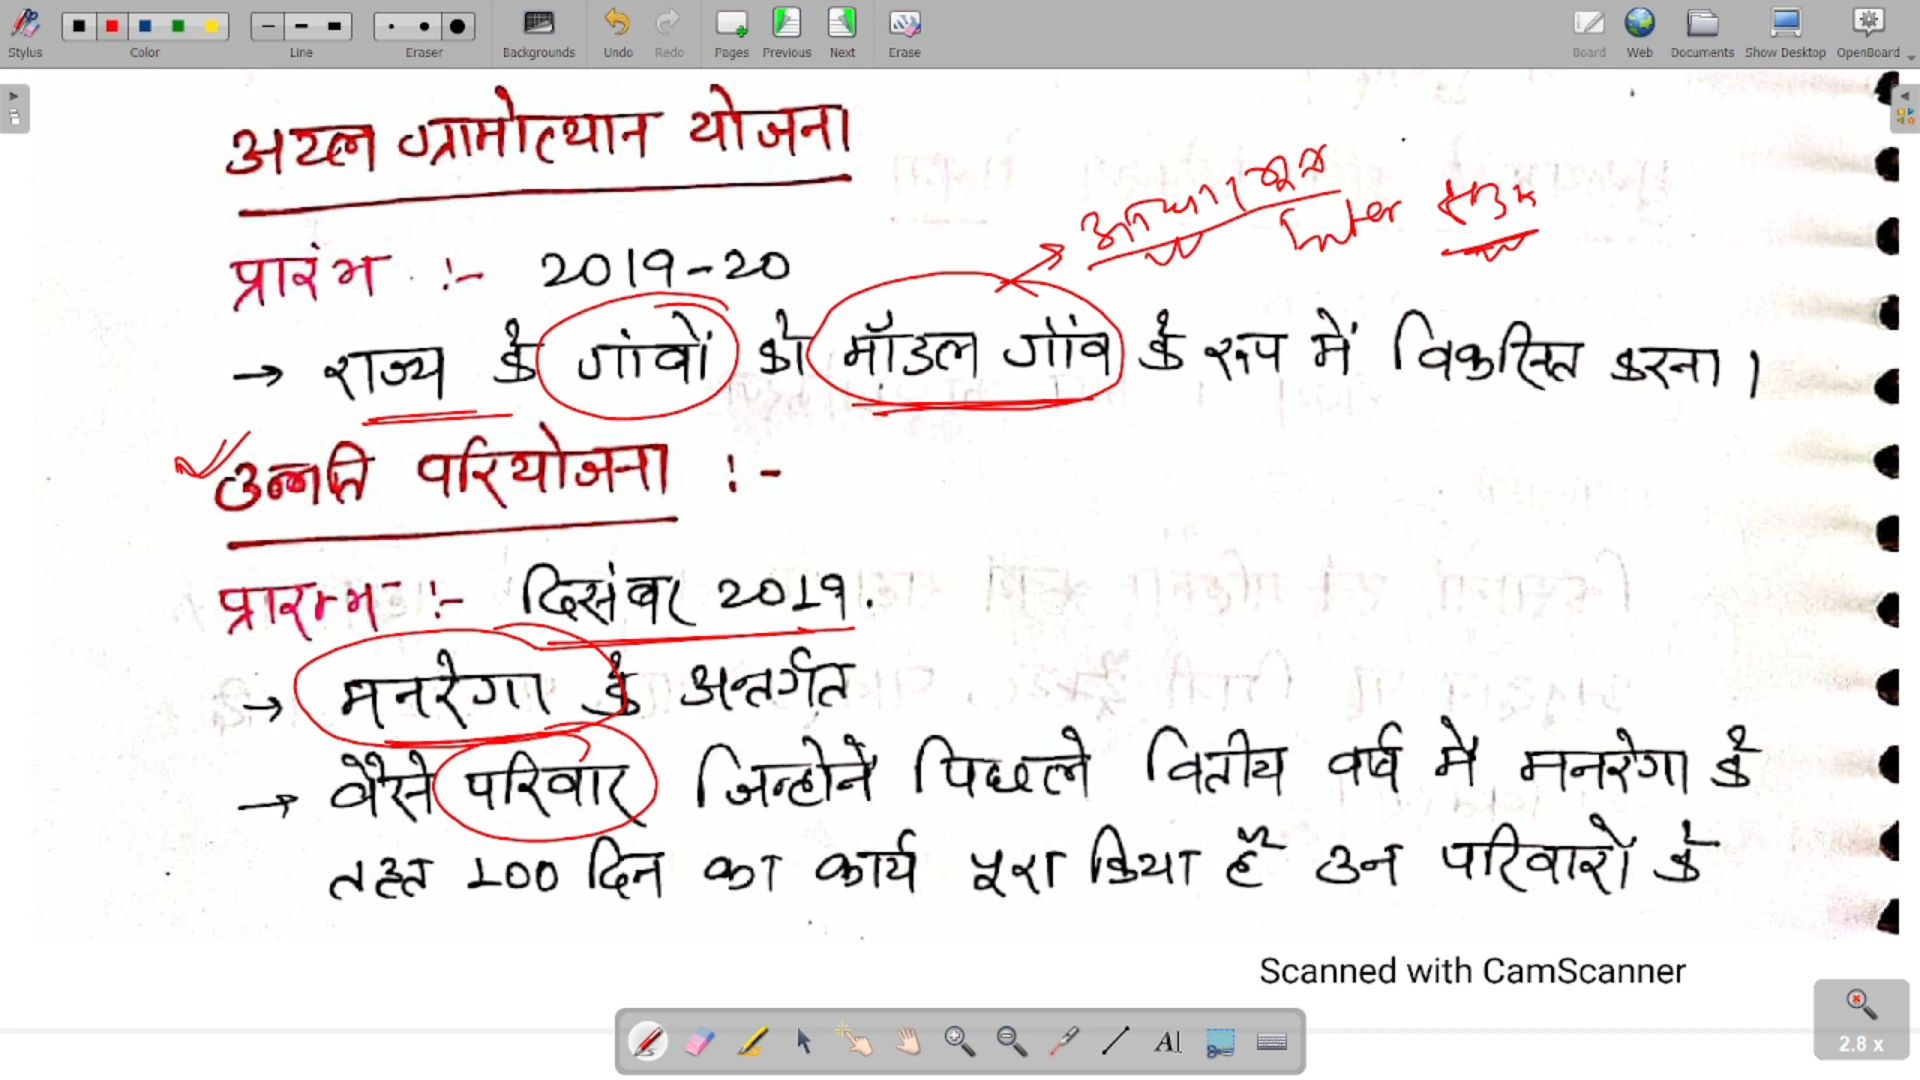 Stylus Color Line Eraser Backgrounds Undo Redo Pages Previous Next Erase Board Web Documents Show Desktop OpenBoard
अटल ग्रामोत्थान योजना
प्रारंभ :- 2019-20
Inter
→ राज्य के गांवों को मॉडल गांव के रूप में विकसित करना।
उन्नति परियोजना :-
प्रारम्भ :- दिसंबर 2019.
→ मनरेगा के अन्तर्गत
→ वैसे परिवार जिन्होनें पिछले वितीय वर्ष में मनरेगा के
तहत 100 दिन का कार्य पूरा किया हैं उन परिवारों के
Scanned with CamScanner
2.8 x